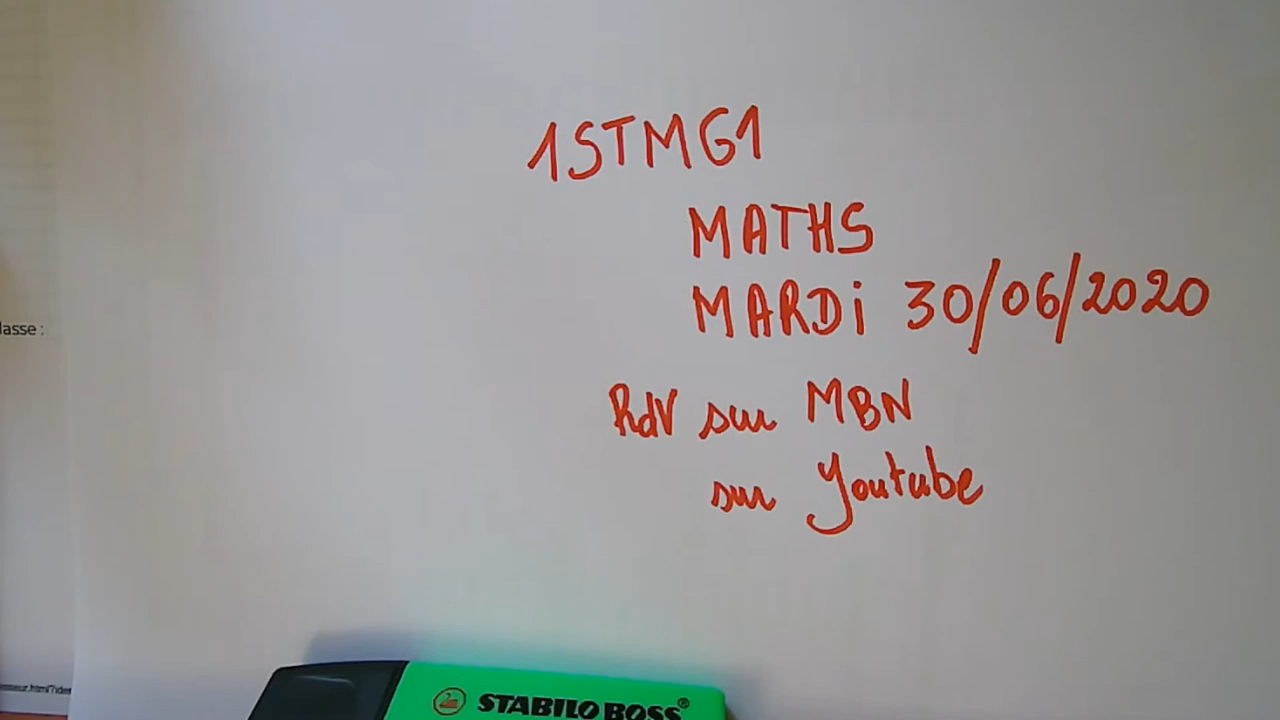 1STMG1
MATHS
MARDi 30/06/2020
RdV sur MBN
sur Youtube
lasse :
STABILO BOSS®